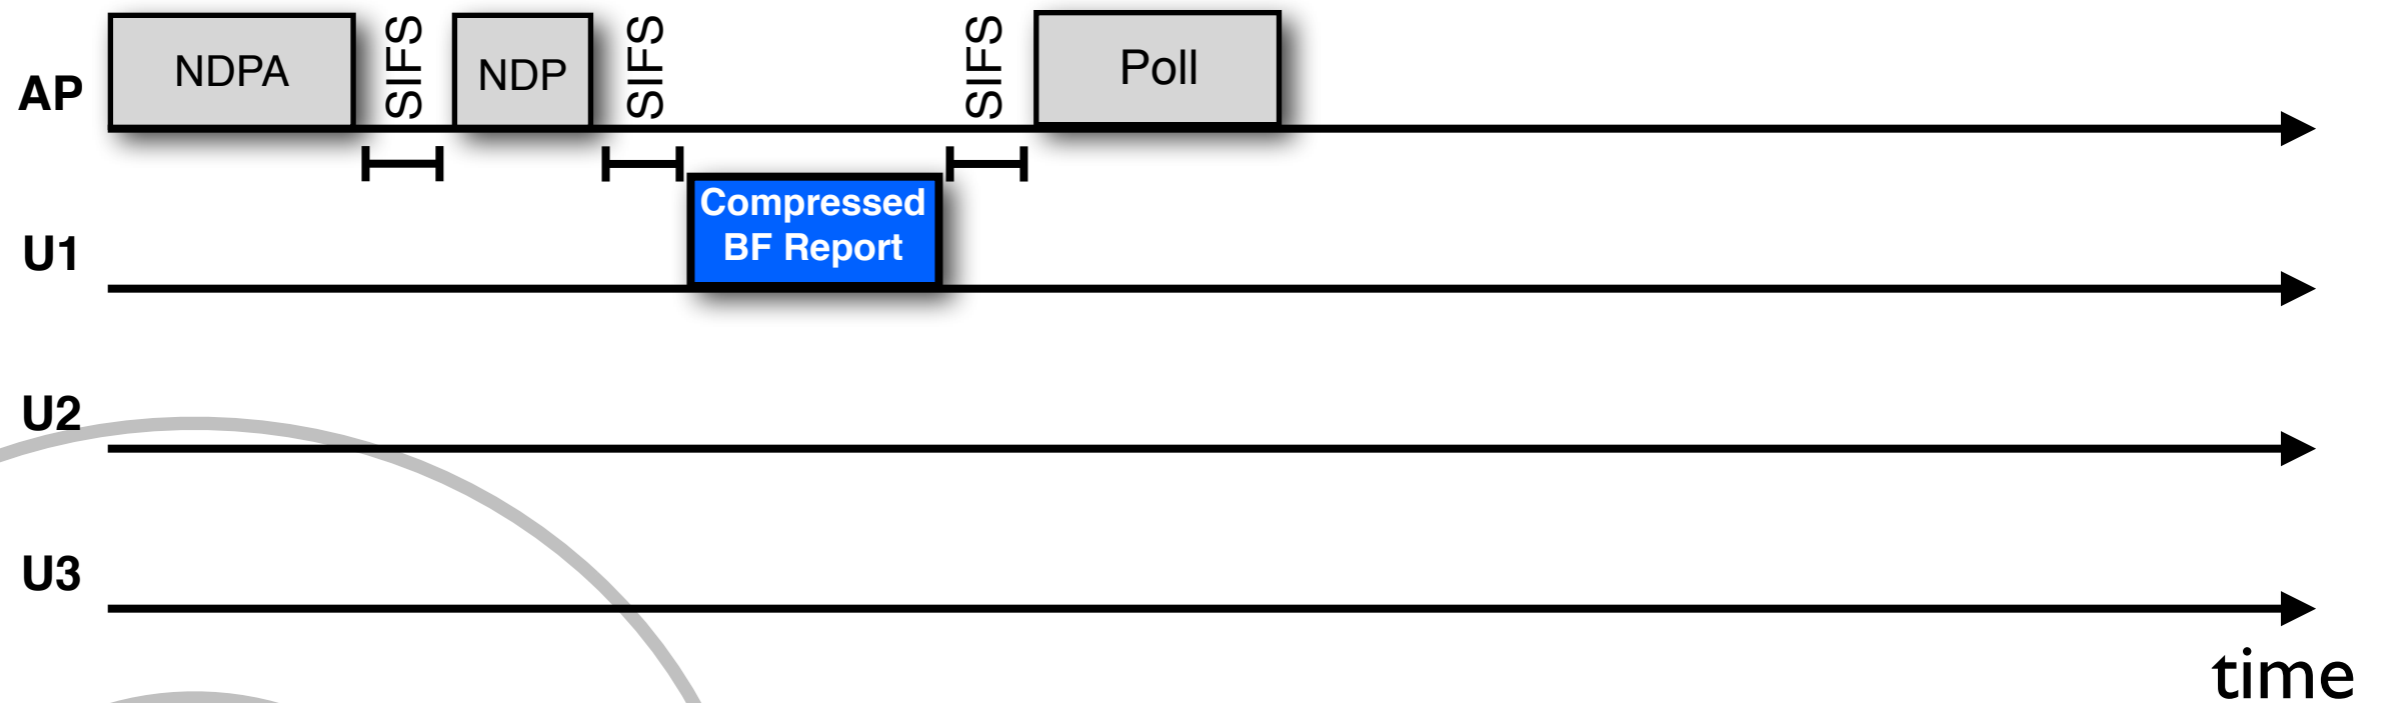 AP
NDPA
SIFS
NDP
SIFS
SIFS
Poll
U1
Compressed
BF Report
U2
U3
time